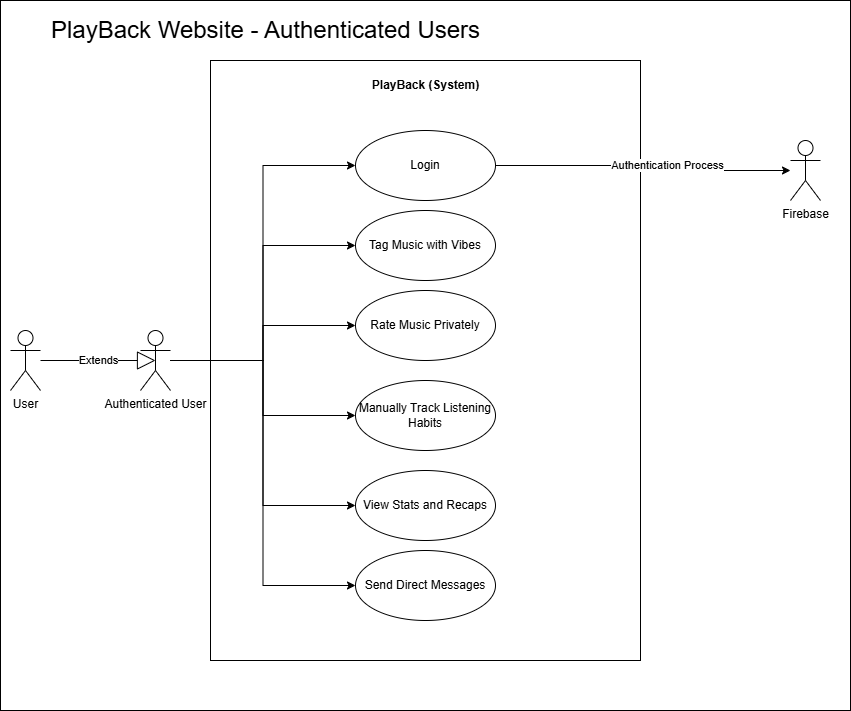 PlayBack Website - Authenticated Users
PlayBack (System)
Login
Authentication Process
Firebase
Tag Music with Vibes
Rate Music Privately
Extends
User
Authenticated User
Manually Track Listening
Habits
View Stats and Recaps
Send Direct Messages